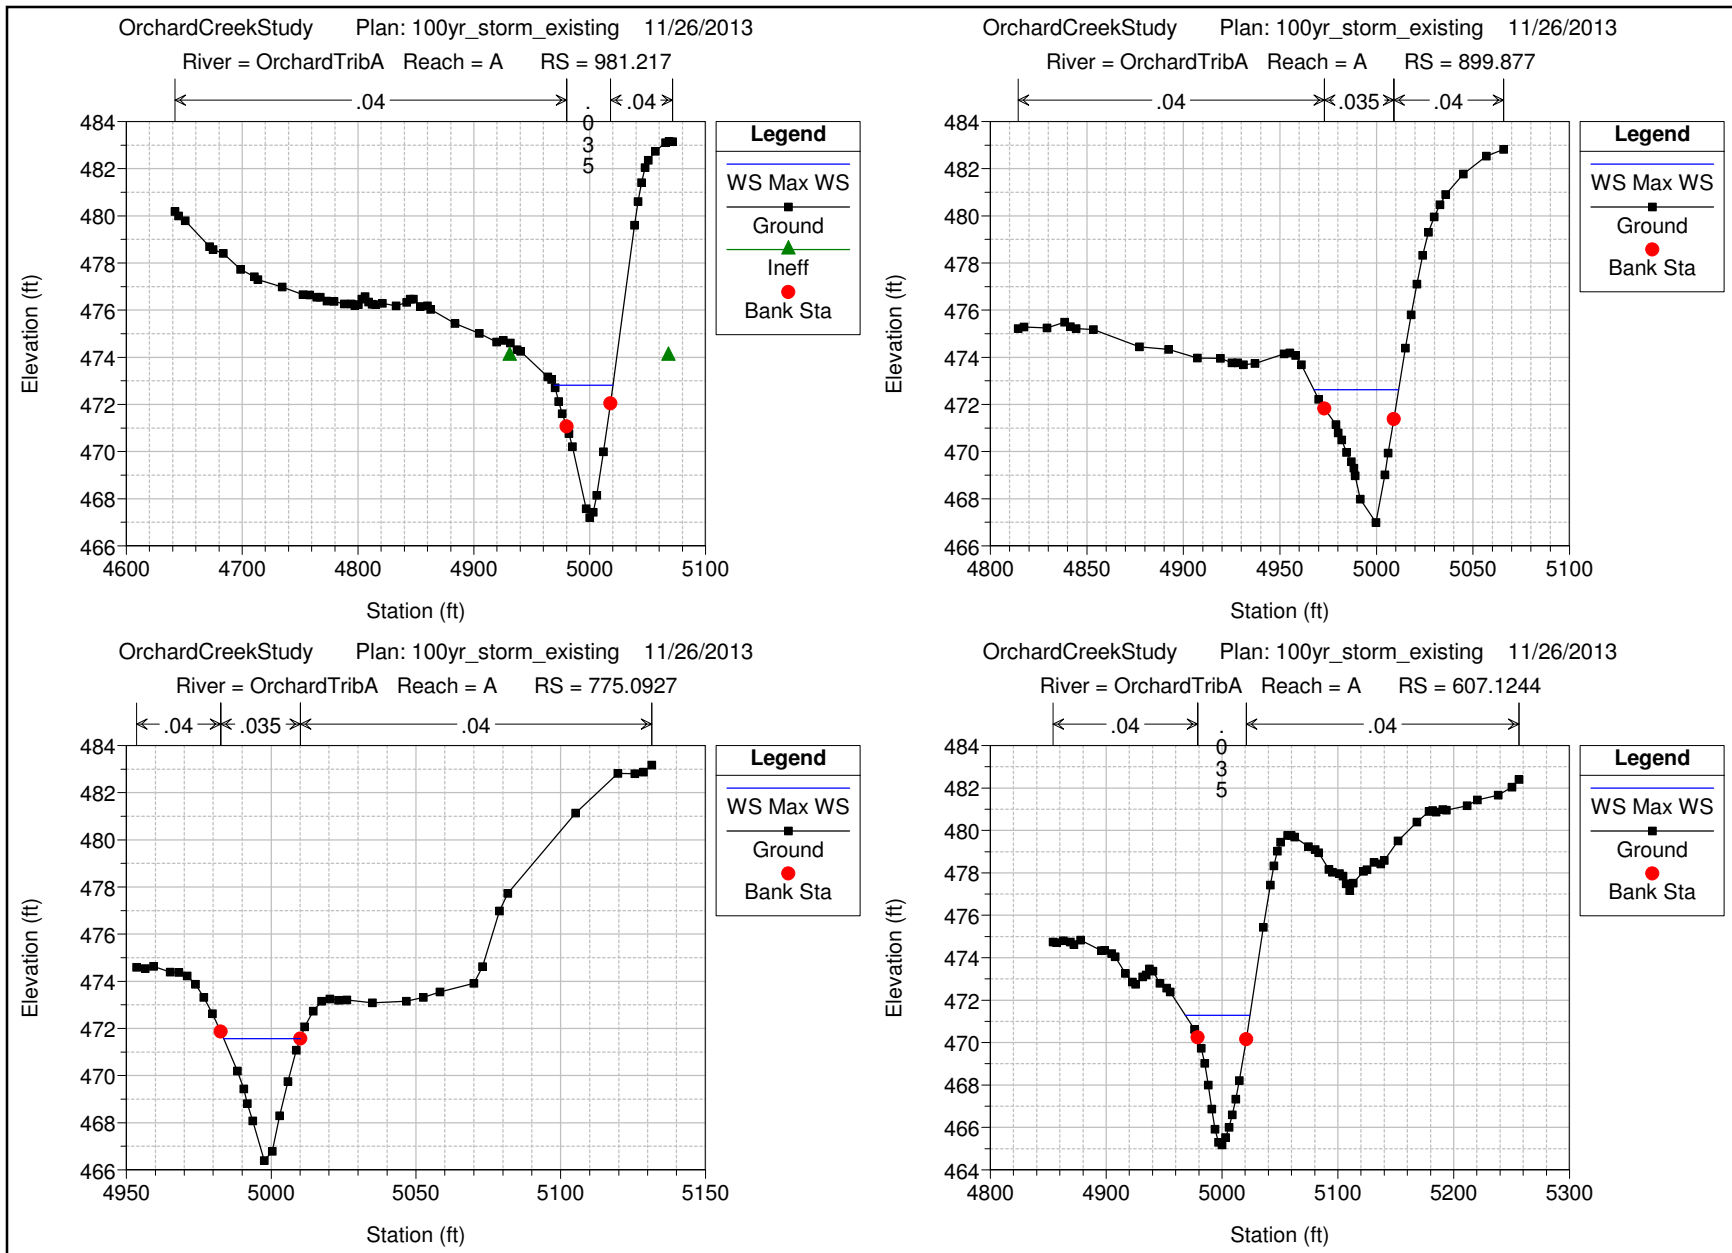 OrchardCreekStudy Plan: 100yr_storm_existing 11/26/2013
River = OrchardTribA Reach = A RS = 981.217
.04 .035 .04
484
482
480
478
476
474
472
470
468
466
4600 4700 4800 4900 5000 5100
Elevation (ft)
Station (ft)
Legend
WS Max WS
Ground
Ineff
Bank Sta
OrchardCreekStudy Plan: 100yr_storm_existing 11/26/2013
River = OrchardTribA Reach = A RS = 899.877
.04 .035 .04
484
482
480
478
476
474
472
470
468
466
4800 4850 4900 4950 5000 5050 5100
Elevation (ft)
Station (ft)
Legend
WS Max WS
Ground
Bank Sta
OrchardCreekStudy Plan: 100yr_storm_existing 11/26/2013
River = OrchardTribA Reach = A RS = 775.0927
.04 .035 .04
484
482
480
478
476
474
472
470
468
466
4950 5000 5050 5100 5150
Elevation (ft)
Station (ft)
Legend
WS Max WS
Ground
Bank Sta
OrchardCreekStudy Plan: 100yr_storm_existing 11/26/2013
River = OrchardTribA Reach = A RS = 607.1244
.04 .035 .04
484
482
480
478
476
474
472
470
468
466
464
4800 4900 5000 5100 5200 5300
Elevation (ft)
Station (ft)
Legend
WS Max WS
Ground
Bank Sta